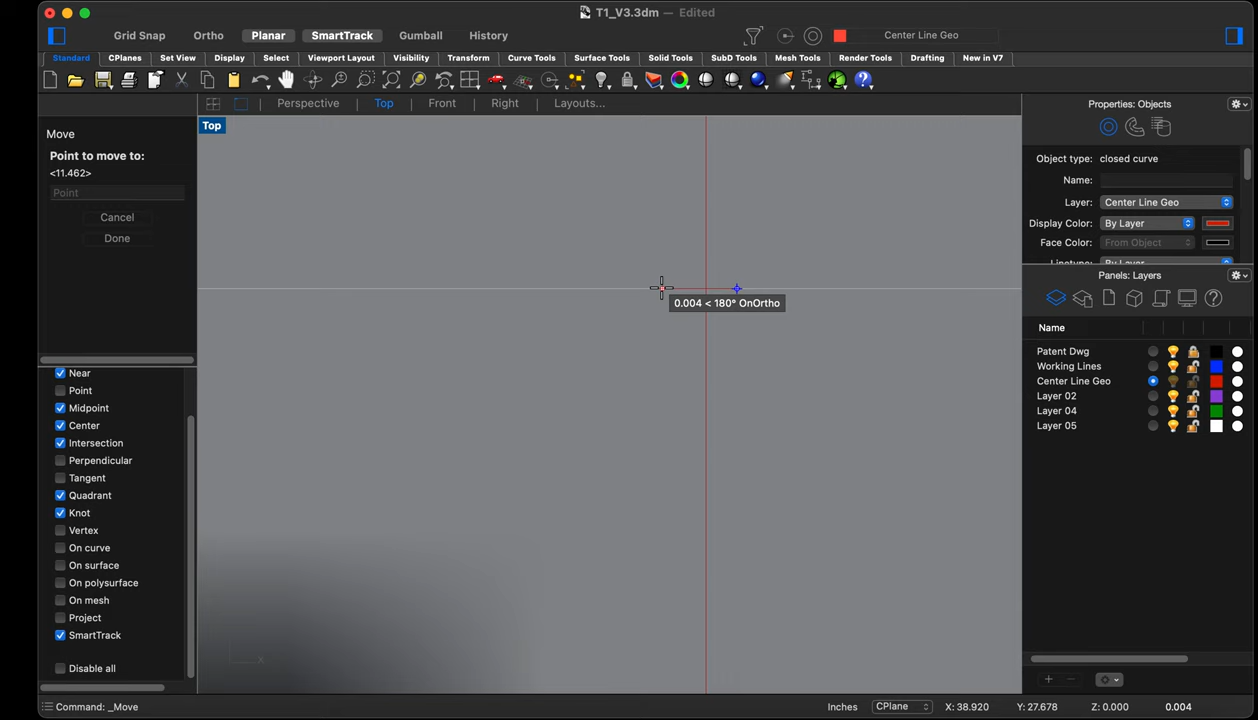 T1_V3.3dm — Edited
Grid Snap Ortho Planar SmartTrack Gumball History Center Line Geo
Standard CPlanes Set View Display Select Viewport Layout Visibility Transform Curve Tools Surface Tools Solid Tools SubD Tools Mesh Tools Render Tools Drafting New in V7
Perspective Top Front Right Layouts...
Properties: Objects
Top
Move
Point to move to:
<11.462>
Point
Cancel
Done
Object type: closed curve
Name:
Layer: Center Line Geo
Display Color: By Layer
Face Color: From Object
Linetype: By Layer
Panels: Layers
0.004 < 180° OnOrtho
Name
Patent Dwg
Working Lines
Center Line Geo
Layer 02
Layer 04
Layer 05
Near
Point
Midpoint
Center
Intersection
Perpendicular
Tangent
Quadrant
Knot
Vertex
On curve
On surface
On polysurface
On mesh
Project
SmartTrack
Disable all
X
Command: _Move
Inches CPlane X: 38.920 Y: 27.678 Z: 0.000 0.004